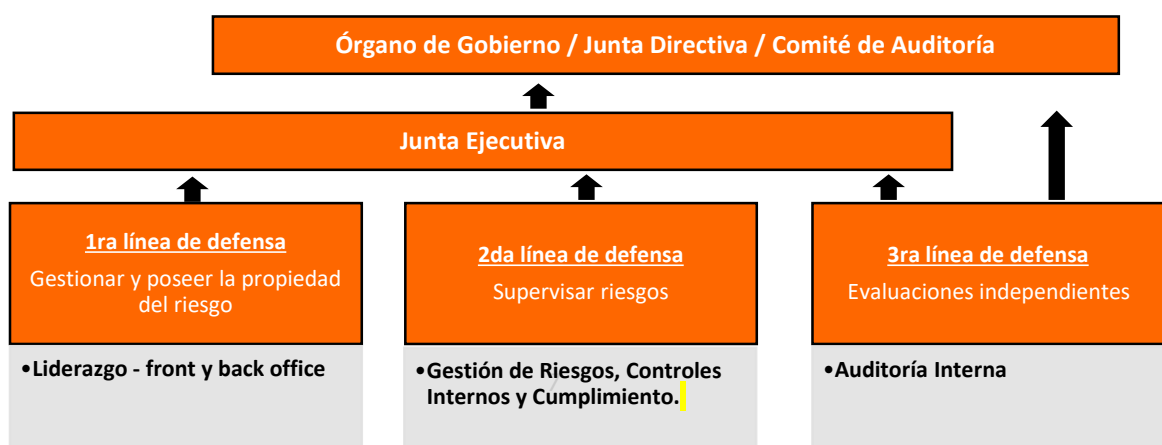 Órgano de Gobierno / Junta Directiva / Comité de Auditoría
Junta Ejecutiva
1ra línea de defensa
Gestionar y poseer la propiedad
del riesgo
•Liderazgo - front y back office
2da línea de defensa
Supervisar riesgos
•Gestión de Riesgos, Controles
Internos y Cumplimiento.
3ra línea de defensa
Evaluaciones independientes
•Auditoría Interna